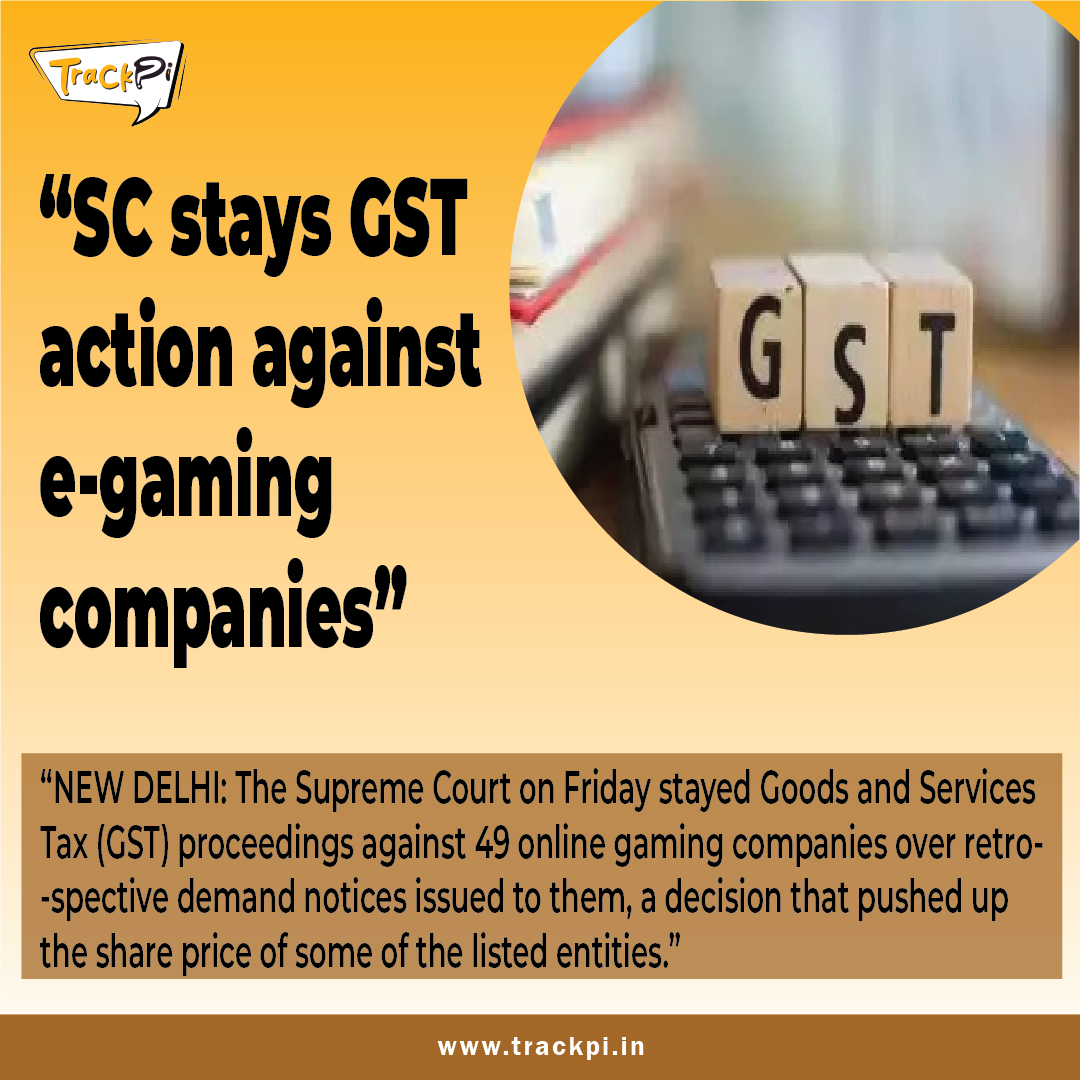 TrackPi
“SC stays GST
action against
e-gaming
companies”
G S T
“NEW DELHI: The Supreme Court on Friday stayed Goods and Services
Tax (GST) proceedings against 49 online gaming companies over retro-
-spective demand notices issued to them, a decision that pushed up
the share price of some of the listed entities.”
www.trackpi.in